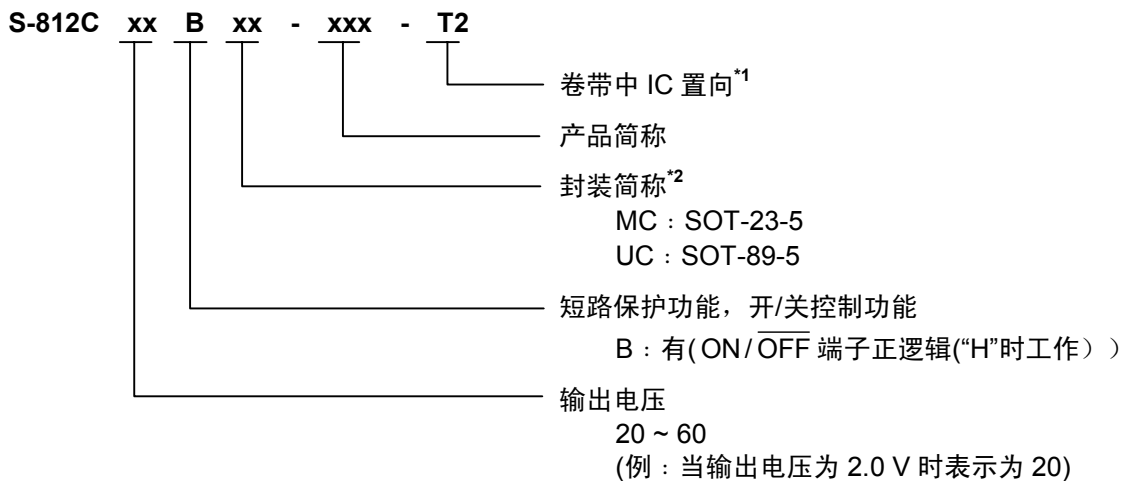 S-812C xx B xx - xxx - T2
卷带中 IC 置向*1
产品简称
封装简称*2
MC：SOT-23-5
UC：SOT-89-5
短路保护功能，开/关控制功能
B：有( ON / OFF 端子正逻辑(“H”时工作））
输出电压
20 ~ 60
(例：当输出电压为 2.0 V 时表示为 20)